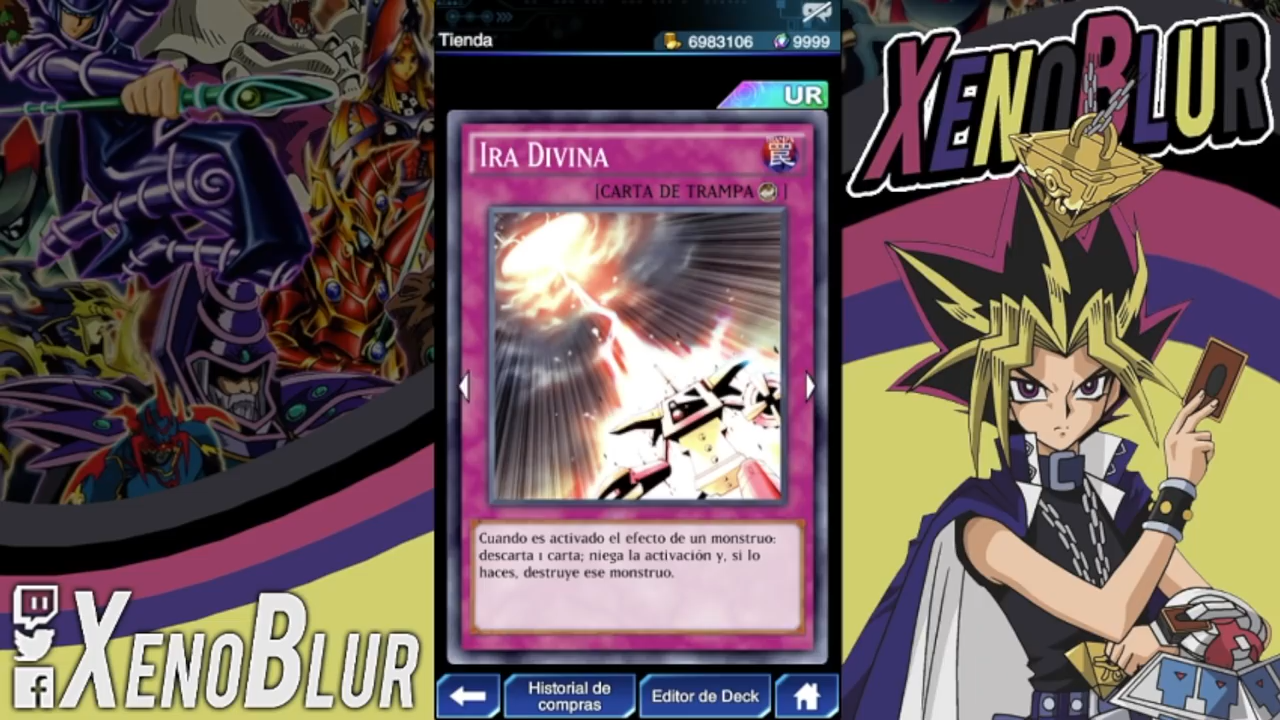 Tienda
6983106
9999
UR
IRA DIVINA
罠
[CARTA DE TRAMPA]
Cuando es activado el efecto de un monstruo:
descarta 1 carta; niega la activación y, si lo
haces, destruye ese monstruo.
Historial de
compras
Editor de Deck
XENOBLUR
XENOBLUR